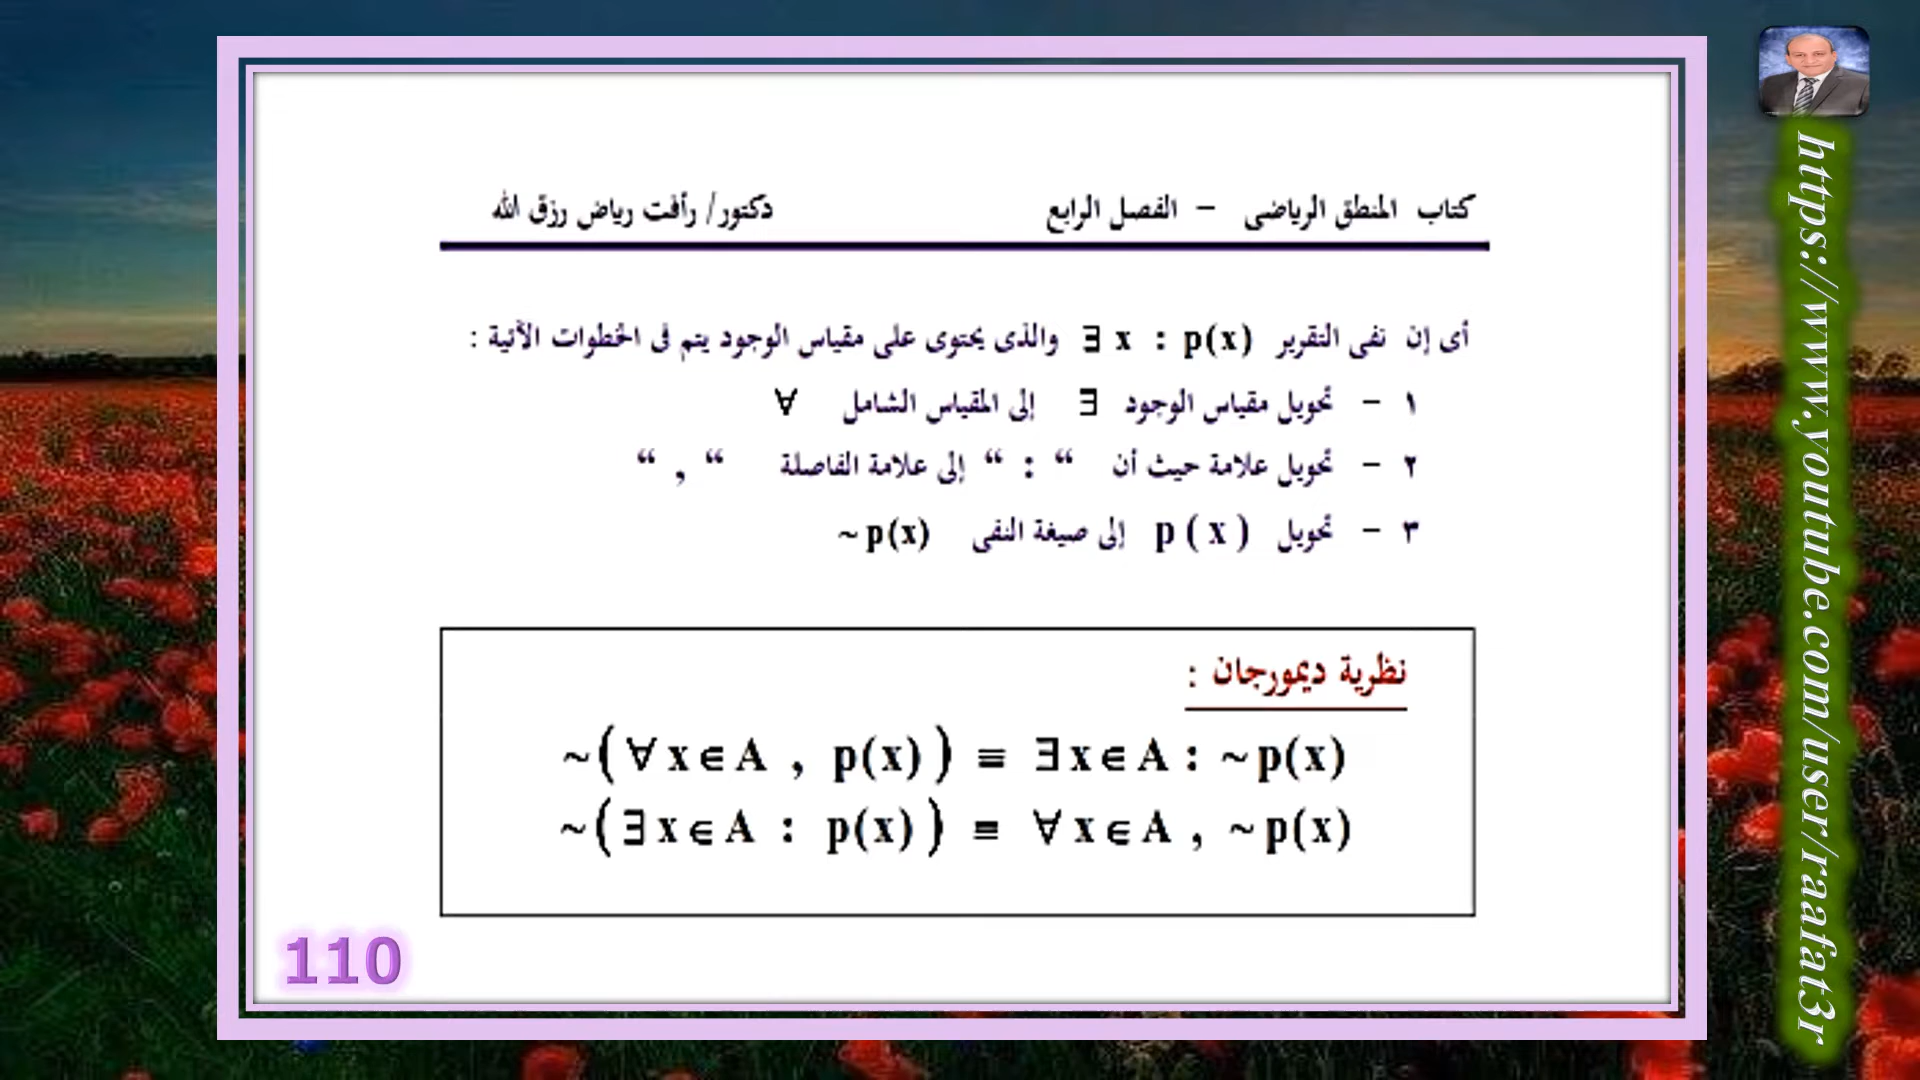 كتاب المنطق الرياضى – الفصل الرابع دكتور/ رأفت رياض رزق الله
أى إن نفى التقرير ∃ x : p(x) والذى يحتوى على مقياس الوجود يتم فى الخطوات الآتية :
١ – تحويل مقياس الوجود ∃ إلى المقياس الشامل ∀
٢ – تحويل علامة حيث أن “ : “ إلى علامة الفاصلة “ , “
٣ – تحويل p ( x ) إلى صيغة النفى ~p(x)
نظرية ديمورجان :
~( ∀ x ∈ A , p(x) ) ≡ ∃ x ∈ A : ~p(x)
~( ∃ x ∈ A : p(x) ) ≡ ∀ x ∈ A , ~p(x)
110
https://www.youtube.com/user/raafat3r